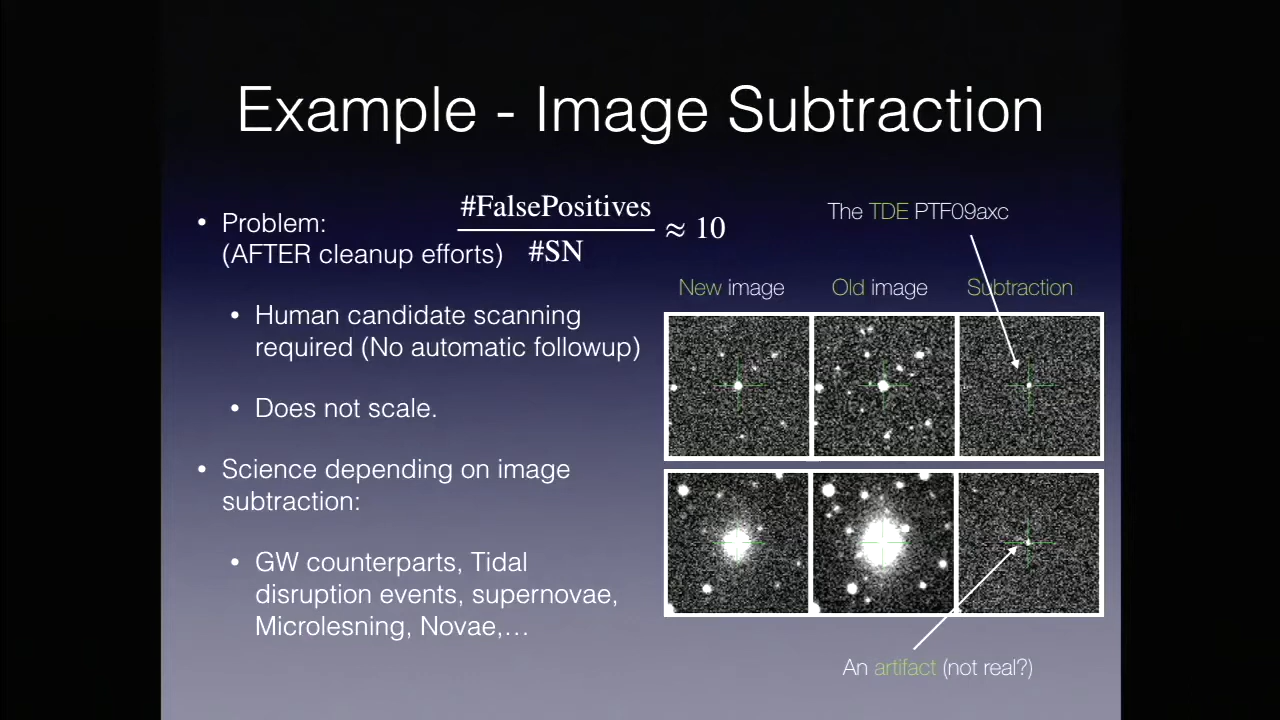 Example - Image Subtraction
• Problem:
(AFTER cleanup efforts)
#FalsePositives
#SN
≈ 10
• Human candidate scanning
required (No automatic followup)
• Does not scale.
• Science depending on image
subtraction:
• GW counterparts, Tidal
disruption events, supernovae,
Microlesning, Novae,…
The TDE PTF09axc
New image
Old image
Subtraction
An artifact (not real?)